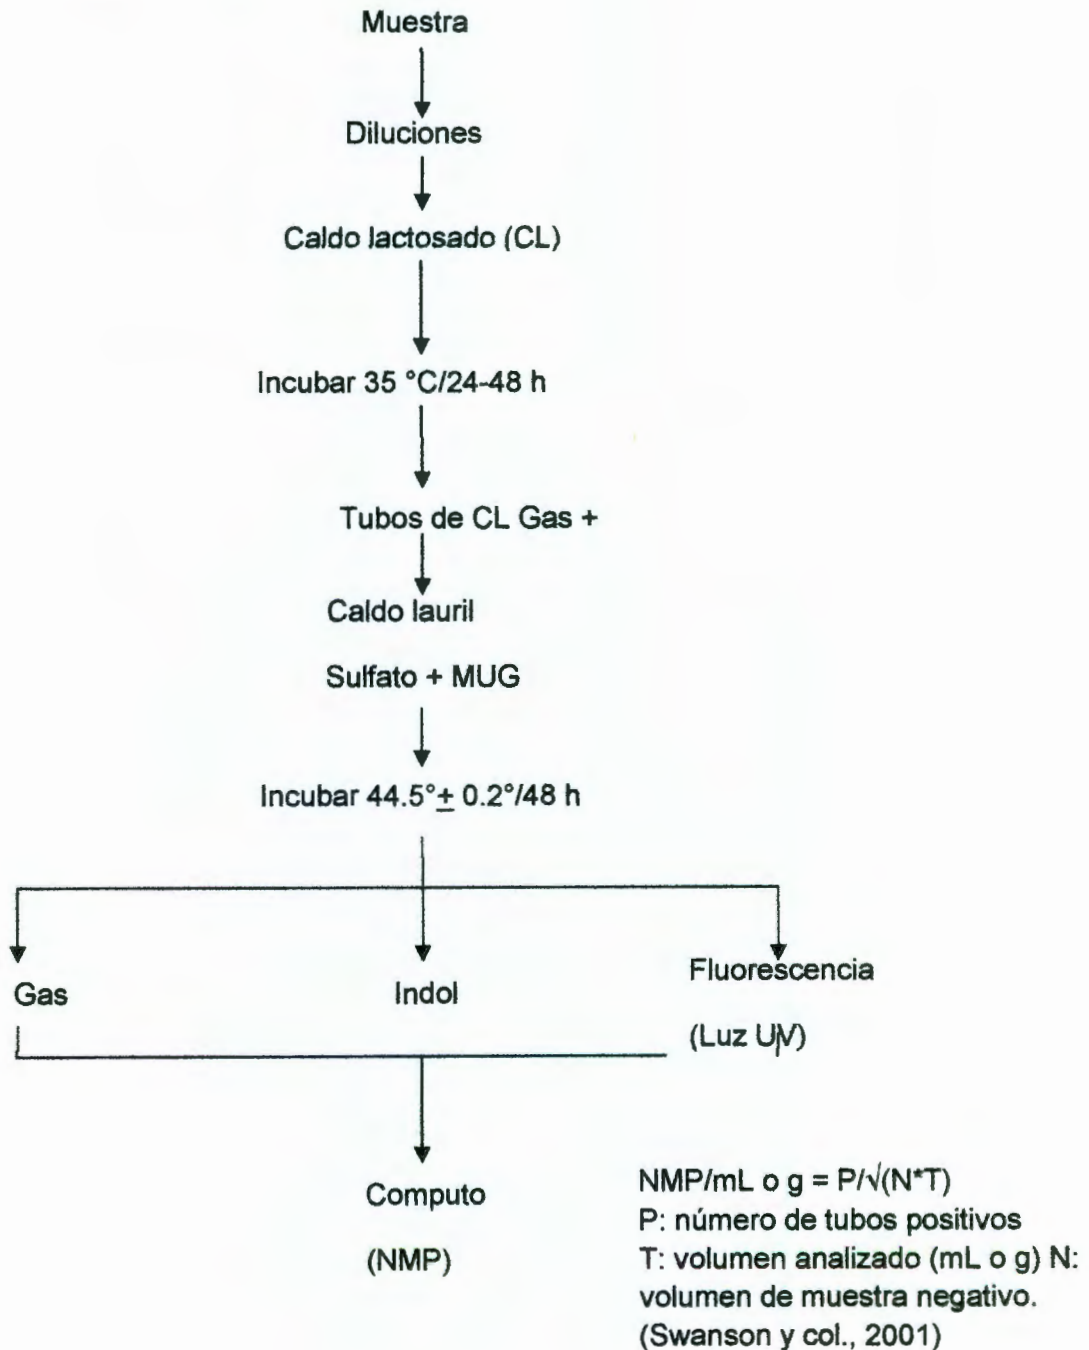 Muestra
Diluciones
Caldo lactosado (CL)
Incubar 35 °C/24-48 h
Tubos de CL Gas +
Caldo lauril
Sulfato + MUG
Incubar 44.5°± 0.2°/48 h
Gas
Indol
Fluorescencia
(Luz UV)
Computo
(NMP)
NMP/mL o g = P/√(N*T)
P: número de tubos positivos
T: volumen analizado (mL o g) N:
volumen de muestra negativo.
(Swanson y col., 2001)